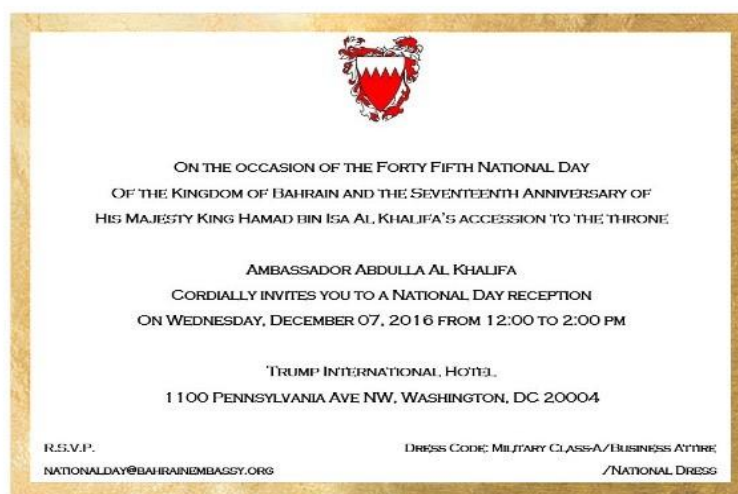 On the occasion of the Forty Fifth National Day
Of the Kingdom of Bahrain and the Seventeenth Anniversary of
His Majesty King Hamad bin Isa Al Khalifa's accession to the throne
Ambassador Abdulla Al Khalifa
Cordially invites you to a National Day reception
on Wednesday, December 07, 2016 from 12:00 to 2:00 pm
Trump International Hotel
1100 Pennsylvania Ave NW, Washington, DC 20004
R.S.V.P.
nationalday@bahrainembassy.org
Dress Code: Military Class-A/Business Attire
/National Dress